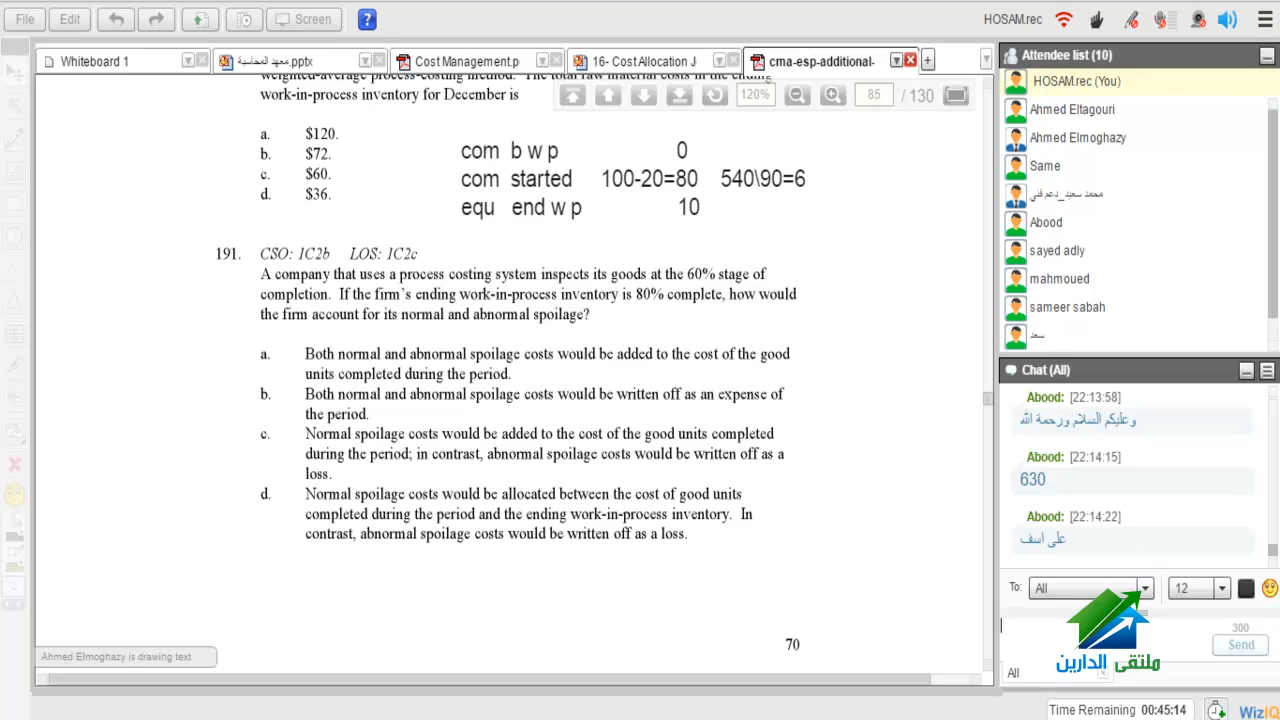 File
Edit
Screen
?
HOSAM.rec
Whiteboard 1
معهد المحاسبة.pptx
Cost Management.p
16- Cost Allocation J
cma-esp-additional-
weighted-average process-costing method. The total raw material costs in the ending
work-in-process inventory for December is
120%
85
/ 130
a. $120.
b. $72.
c. $60.
d. $36.
com b w p 0
com started 100-20=80 540\90=6
equ end w p 10
191. CSO: 1C2b LOS: 1C2c
A company that uses a process costing system inspects its goods at the 60% stage of
completion. If the firm's ending work-in-process inventory is 80% complete, how would
the firm account for its normal and abnormal spoilage?
a. Both normal and abnormal spoilage costs would be added to the cost of the good
units completed during the period.
b. Both normal and abnormal spoilage costs would be written off as an expense of
the period.
c. Normal spoilage costs would be added to the cost of the good units completed
during the period; in contrast, abnormal spoilage costs would be written off as a
loss.
d. Normal spoilage costs would be allocated between the cost of good units
completed during the period and the ending work-in-process inventory. In
contrast, abnormal spoilage costs would be written off as a loss.
70
Ahmed Elmoghazy is drawing text
Attendee list (10)
HOSAM.rec (You)
Ahmed Eltagouri
Ahmed Elmoghazy
Same
محمد سعيد_دعم فني
Abood
sayed adly
mahmoued
sameer sabah
سعد
Chat (All)
Abood: [22:13:58]
وعليكم السلام ورحمة الله
Abood: [22:14:15]
630
Abood: [22:14:22]
على اسف
To:
All
12
300
Send
ملتقى الدارين
All
Time Remaining 00:45:14
WizIQ